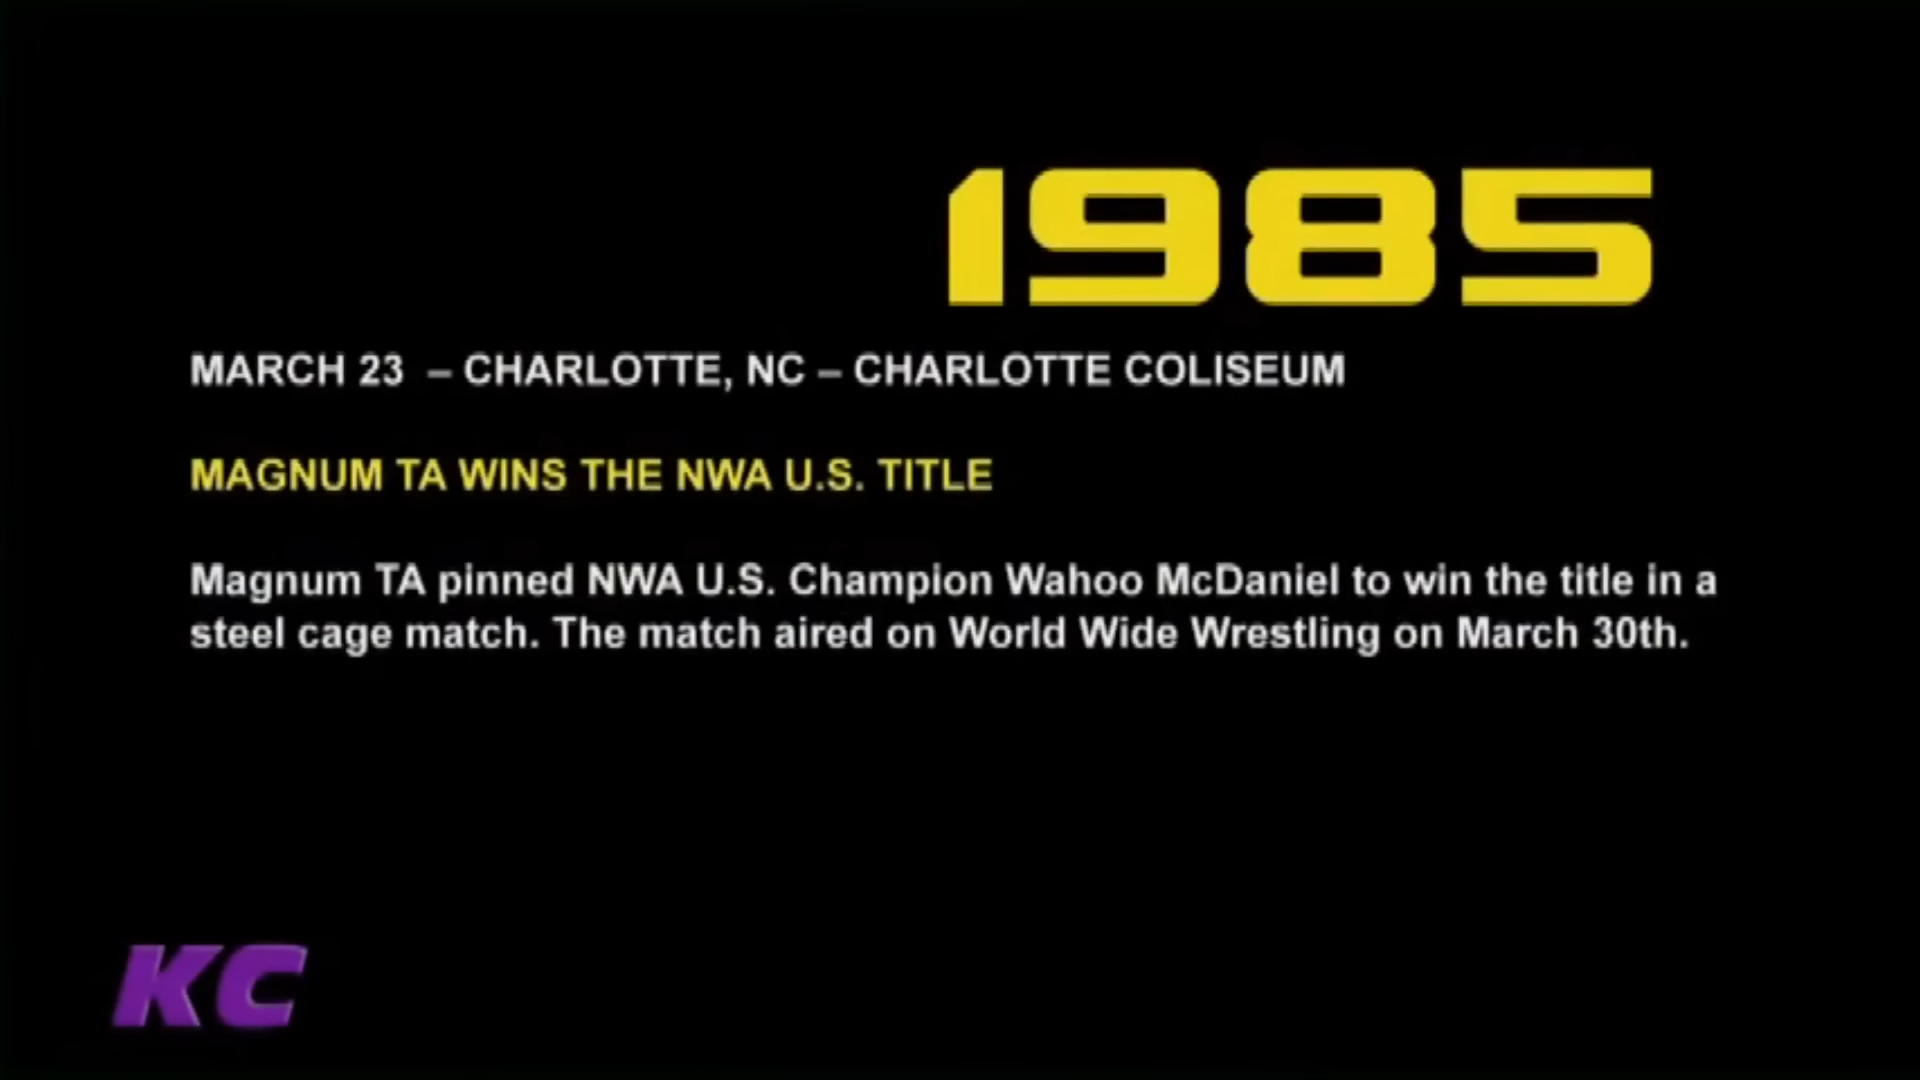 1985
MARCH 23  – CHARLOTTE, NC – CHARLOTTE COLISEUM
MAGNUM TA WINS THE NWA U.S. TITLE
Magnum TA pinned NWA U.S. Champion Wahoo McDaniel to win the title in a
steel cage match. The match aired on World Wide Wrestling on March 30th.
KC